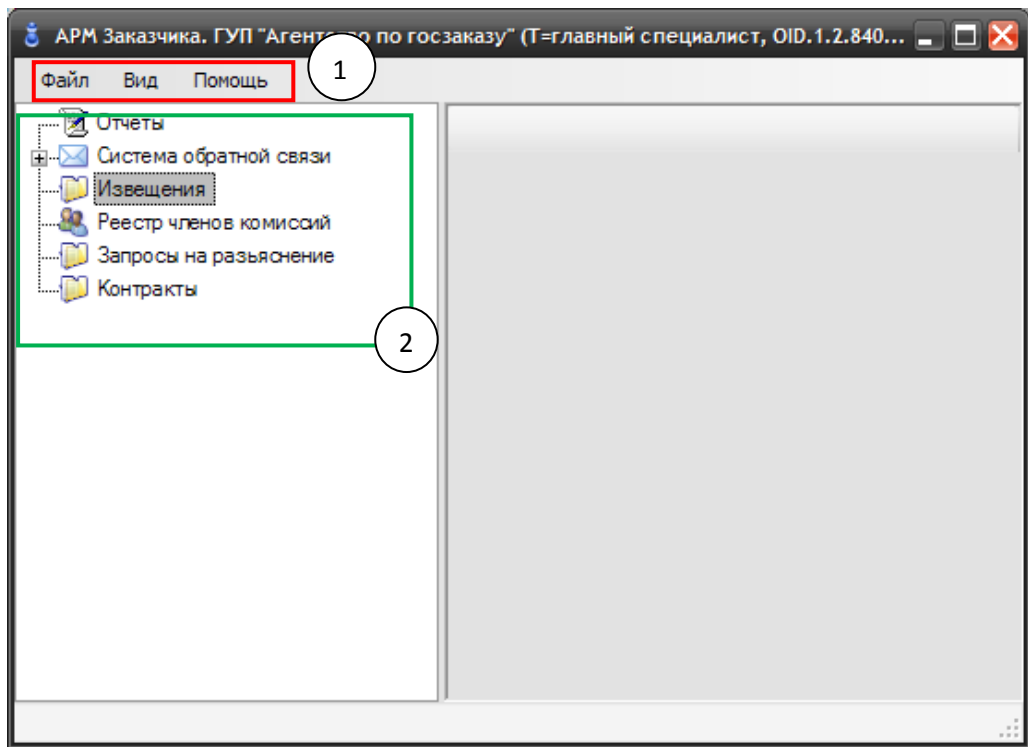 АРМ Заказчика. ГУП "Агентство по госзаказу" (Т=главный специалист, OID.1.2.840...
Файл Вид Помощь
1
Отчеты
Система обратной связи
Извещения
Реестр членов комиссий
Запросы на разъяснение
Контракты
2